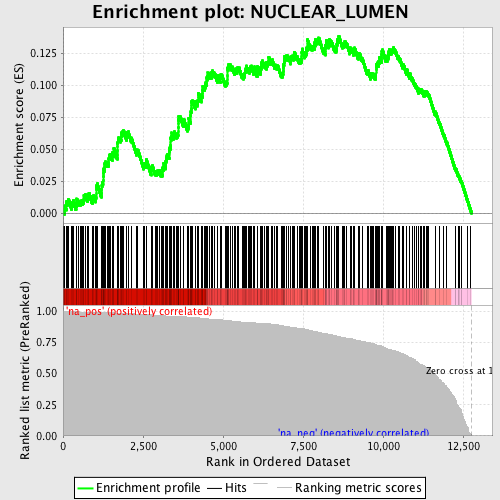 Enrichment plot: NUCLEAR_LUMEN
Enrichment score (ES)
0.125
0.100
0.075
0.050
0.025
0.000
Ranked list metric (PreRanked)
'na_pos' (positively correlated)
1.00
0.75
0.50
0.25
0.00
Zero cross at 1
'na_neg' (negatively correlated)
0
2,500
5,000
7,500
10,000
12,500
Rank in Ordered Dataset
Enrichment profile
Hits
Ranking metric scores